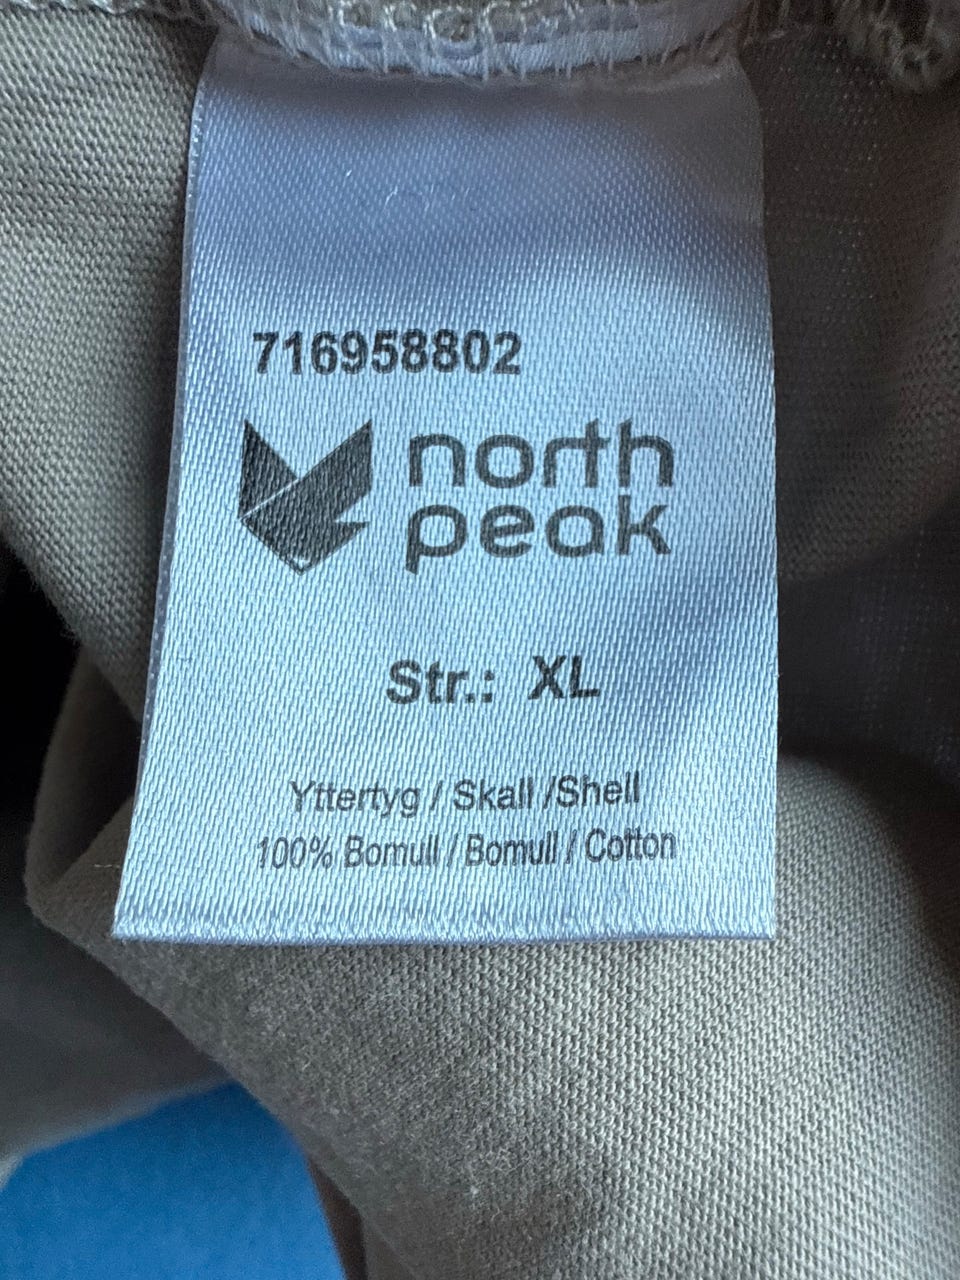 716958802
north
peak
Str.: XL
Yttertyg / Skall /Shell
100% Bomull / Bomull / Cotton